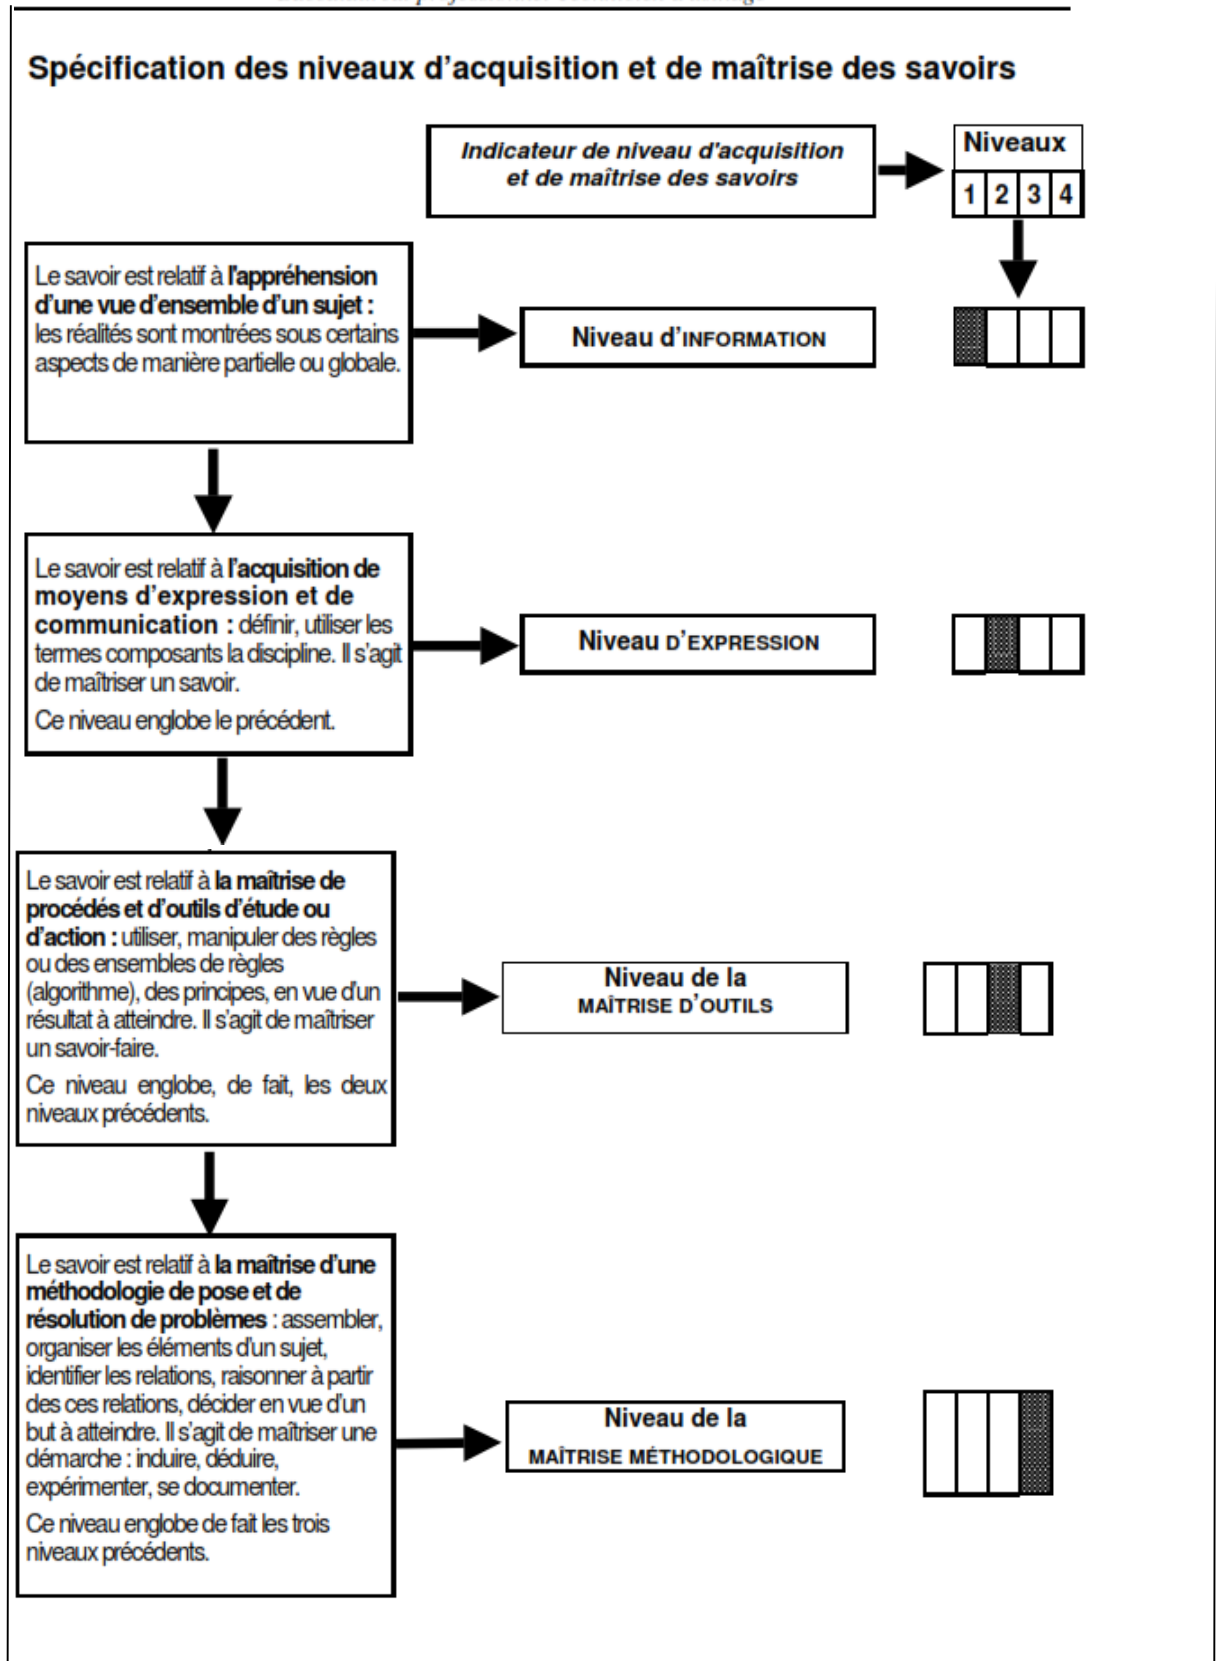 Spécification des niveaux d'acquisition et de maîtrise des savoirs
Indicateur de niveau d'acquisition
et de maîtrise des savoirs
Niveaux
1 2 3 4
Le savoir est relatif à l'appréhension
d'une vue d'ensemble d'un sujet :
les réalités sont montrées sous certains
aspects de manière partielle ou globale.
Niveau d'INFORMATION
Le savoir est relatif à l'acquisition de
moyens d'expression et de
communication : définir, utiliser les
termes composants la discipline. Il s'agit
de maîtriser un savoir.
Ce niveau englobe le précédent.
Niveau D'EXPRESSION
Le savoir est relatif à la maîtrise de
procédés et d'outils d'étude ou
d'action : utiliser, manipuler des règles
ou des ensembles de règles
(algorithme), des principes, en vue d'un
résultat à atteindre. Il s'agit de maîtriser
un savoir-faire.
Ce niveau englobe, de fait, les deux
niveaux précédents.
Niveau de la
MAÎTRISE D'OUTILS
Le savoir est relatif à la maîtrise d'une
méthodologie de pose et de
résolution de problèmes : assembler,
organiser les éléments d'un sujet,
identifier les relations, raisonner à partir
des ces relations, décider en vue d'un
but à atteindre. Il s'agit de maîtriser une
démarche : induire, déduire,
expérimenter, se documenter.
Ce niveau englobe de fait les trois
niveaux précédents.
Niveau de la
MAÎTRISE MÉTHODOLOGIQUE